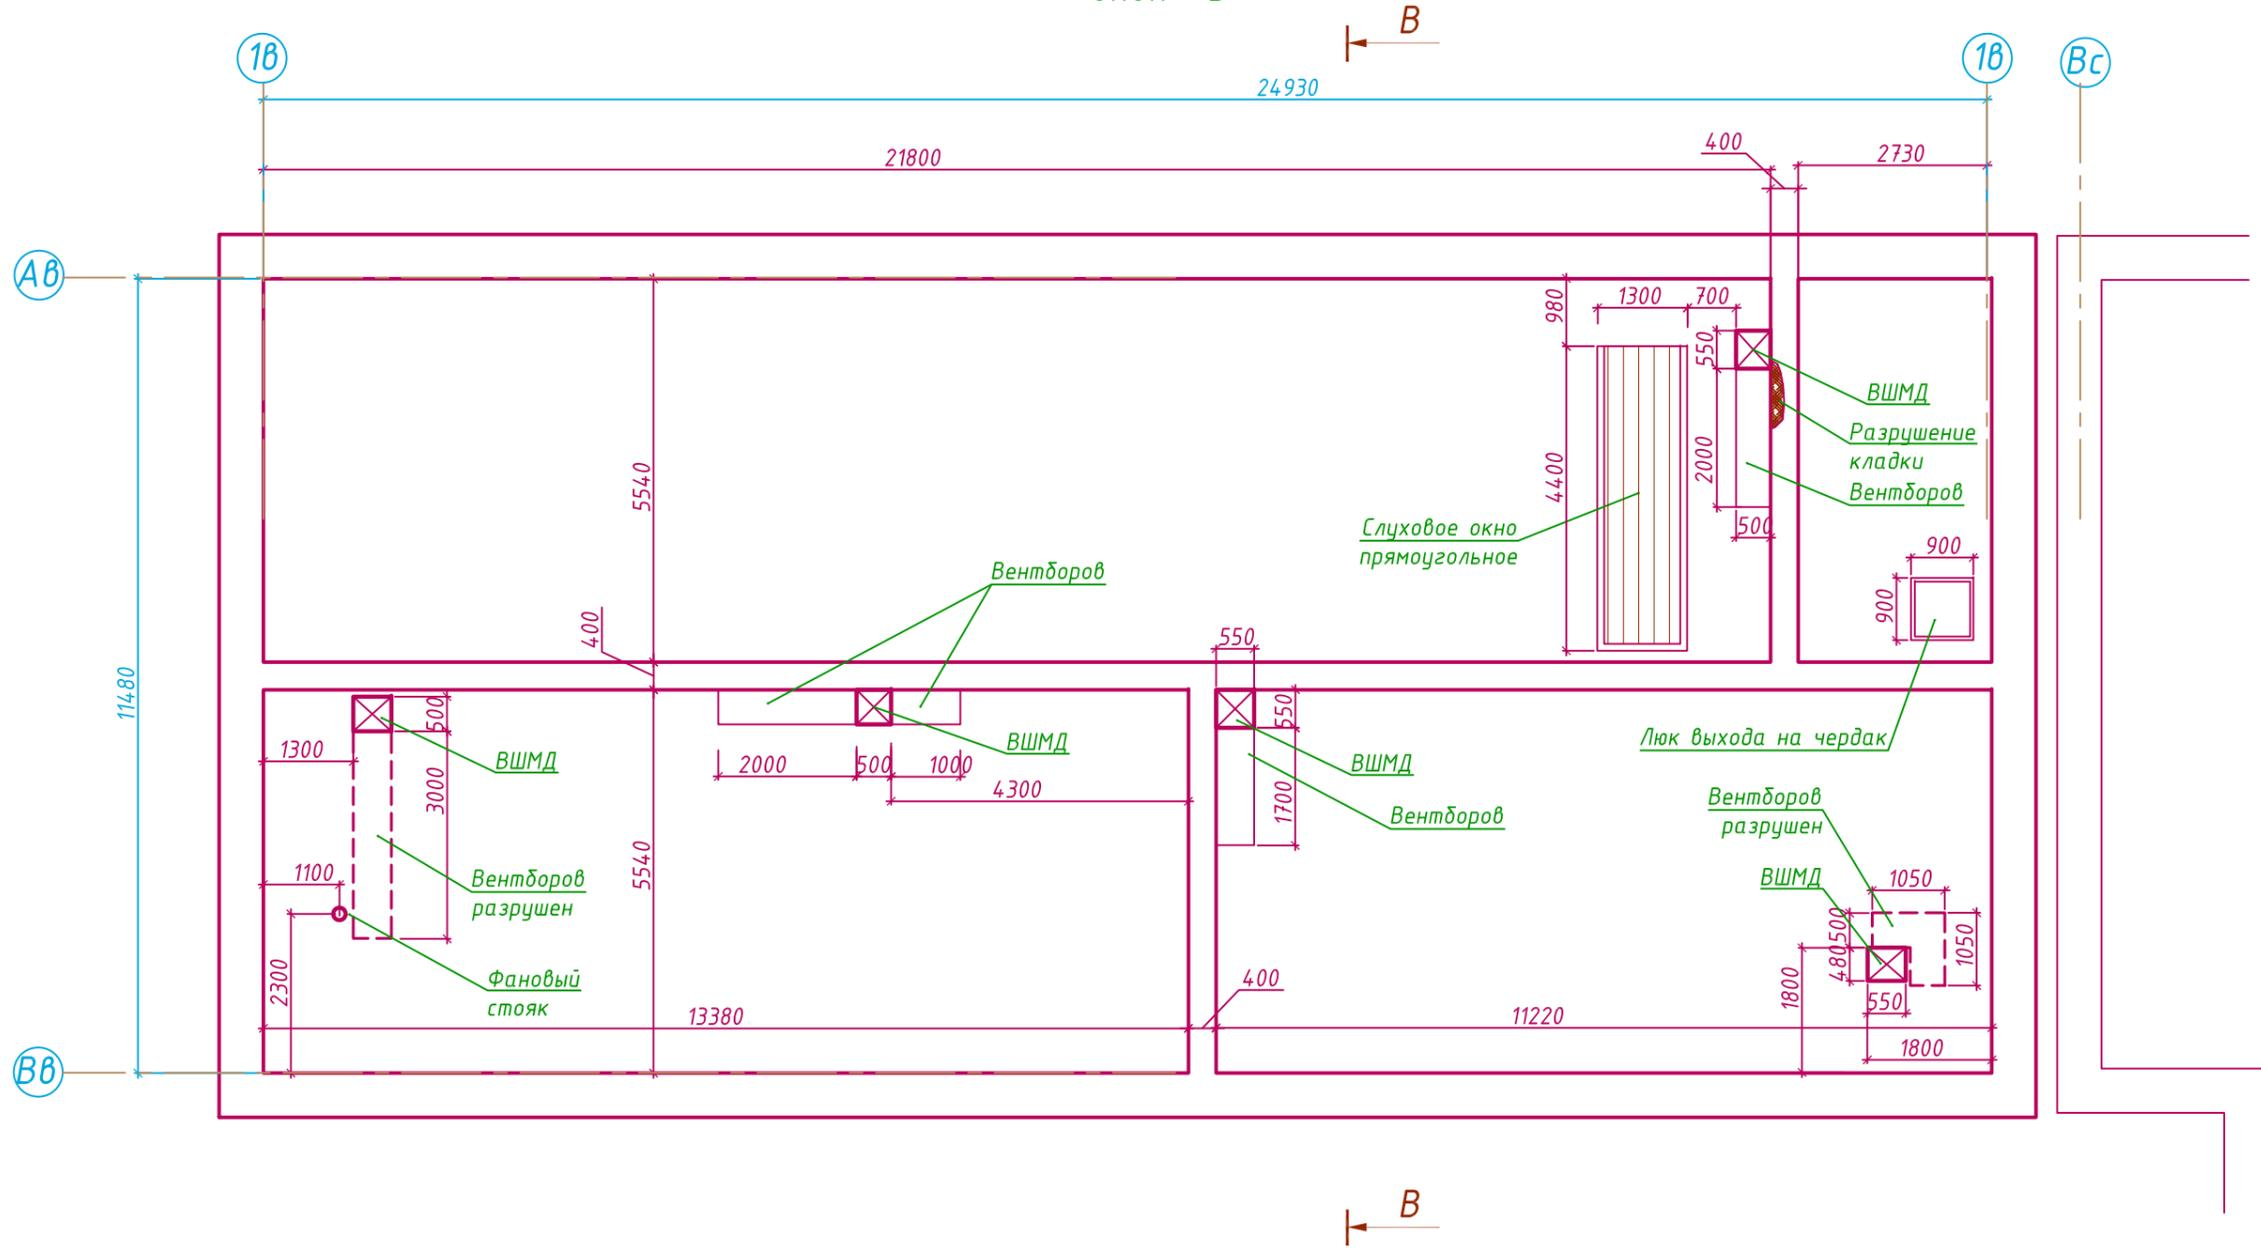 В
1в
1в
Вс
24930
400
21800
2730
Ав
980
1300
700
550
ВШМД
Разрушение
кладки
2000
4400
5540
Вентборов
500
Слуховое окно
прямоугольное
900
Вентборов
900
400
550
11480
500
550
Люк выхода на чердак
ВШМД
1300
ВШМД
2000
500
1000
ВШМД
3000
4300
1700
Вентборов
разрушен
Вентборов
5540
1100
Вентборов
разрушен
ВШМД
1050
500
1050
480
2300
Фановый
стояк
400
1800
550
13380
11220
1800
Вв
В